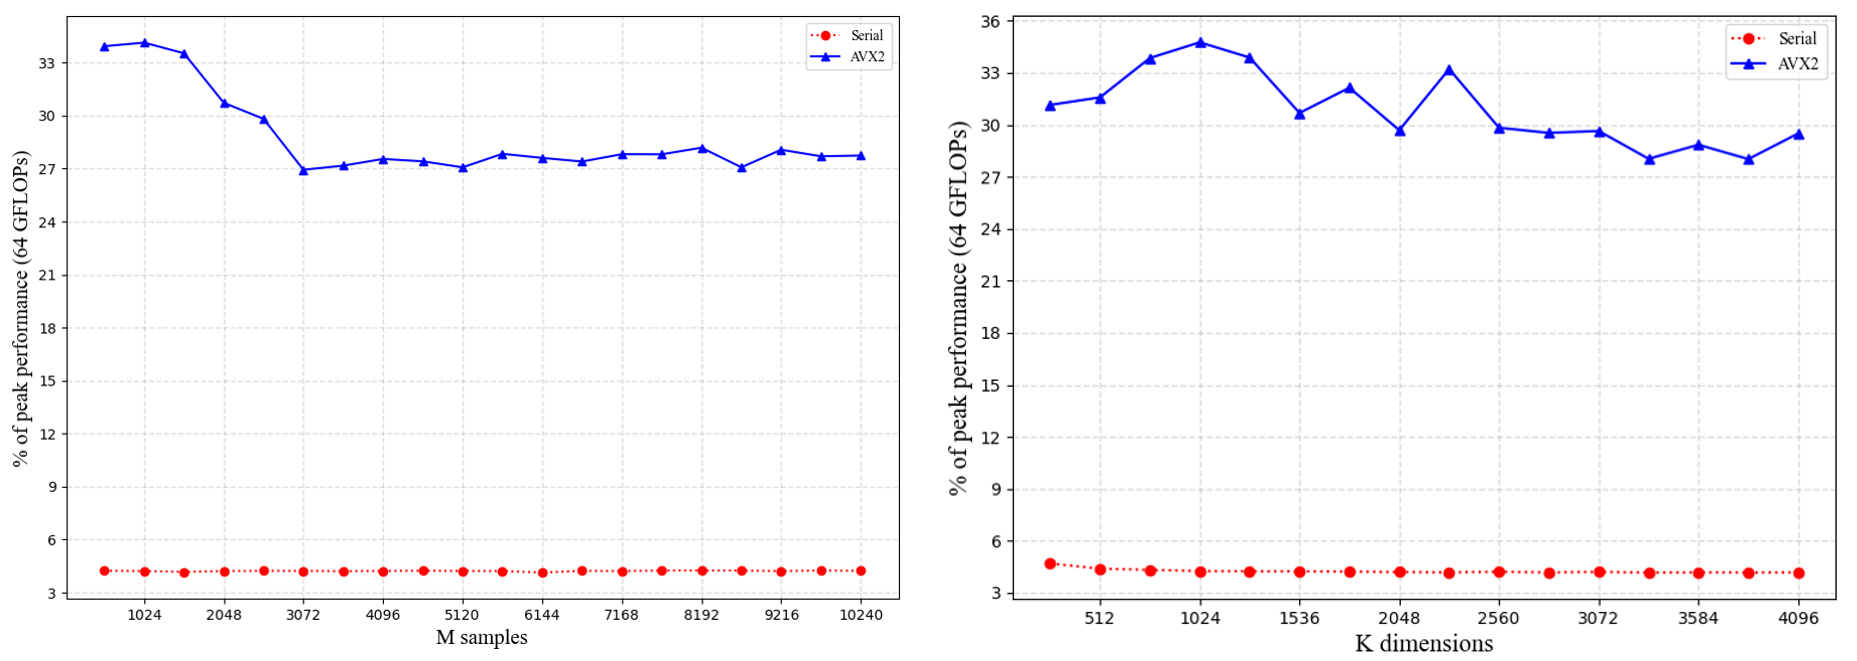 % of peak performance (64 GFLOPs)
33
30
27
24
21
18
15
12
9
6
3
1024 2048 3072 4096 5120 6144 7168 8192 9216 10240
M samples
Serial
AVX2
% of peak performance (64 GFLOPs)
36
33
30
27
24
21
18
15
12
9
6
3
512 1024 1536 2048 2560 3072 3584 4096
K dimensions
Serial
AVX2